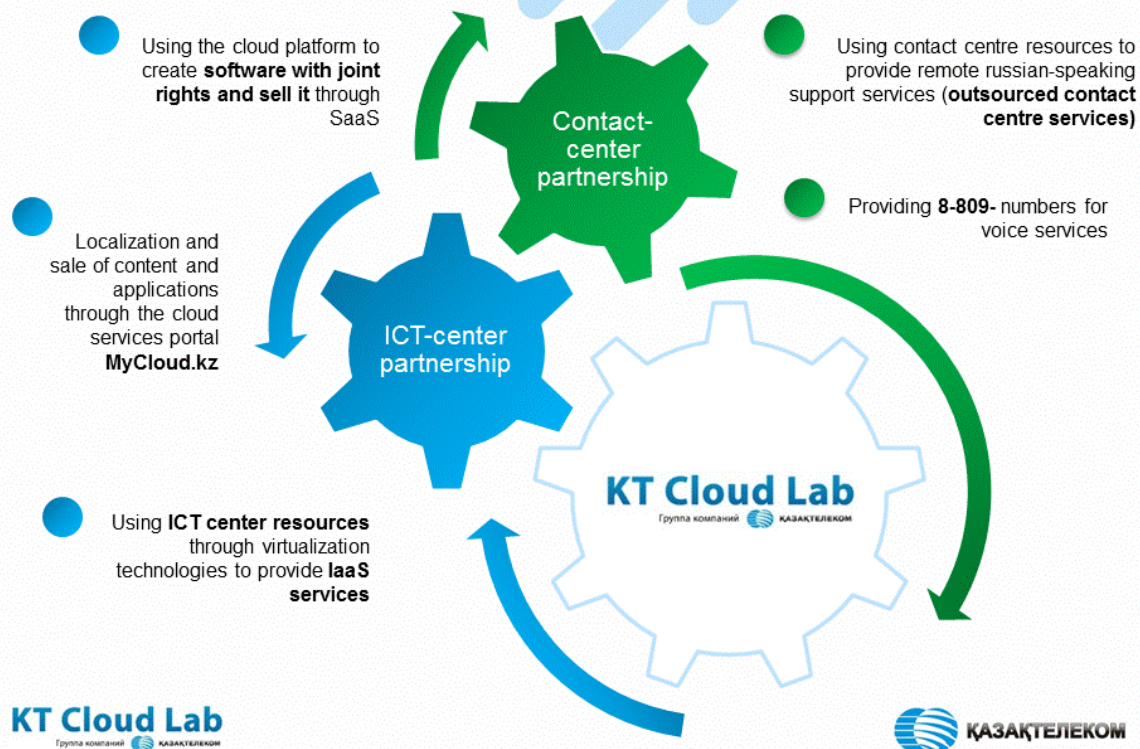 Using the cloud platform to
create software with joint
rights and sell it through
SaaS
Contact-
center
partnership
Using contact centre resources to
provide remote russian-speaking
support services (outsourced contact
centre services)
Providing 8-809- numbers for
voice services
Localization and
sale of content and
applications
through the cloud
services portal
MyCloud.kz
ICT-center
partnership
KT Cloud Lab
Группа компаний ҚАЗАҚТЕЛЕКОМ
Using ICT center resources
through virtualization
technologies to provide IaaS
services
KT Cloud Lab
Группа компаний ҚАЗАҚТЕЛЕКОМ
ҚАЗАҚТЕЛЕКОМ